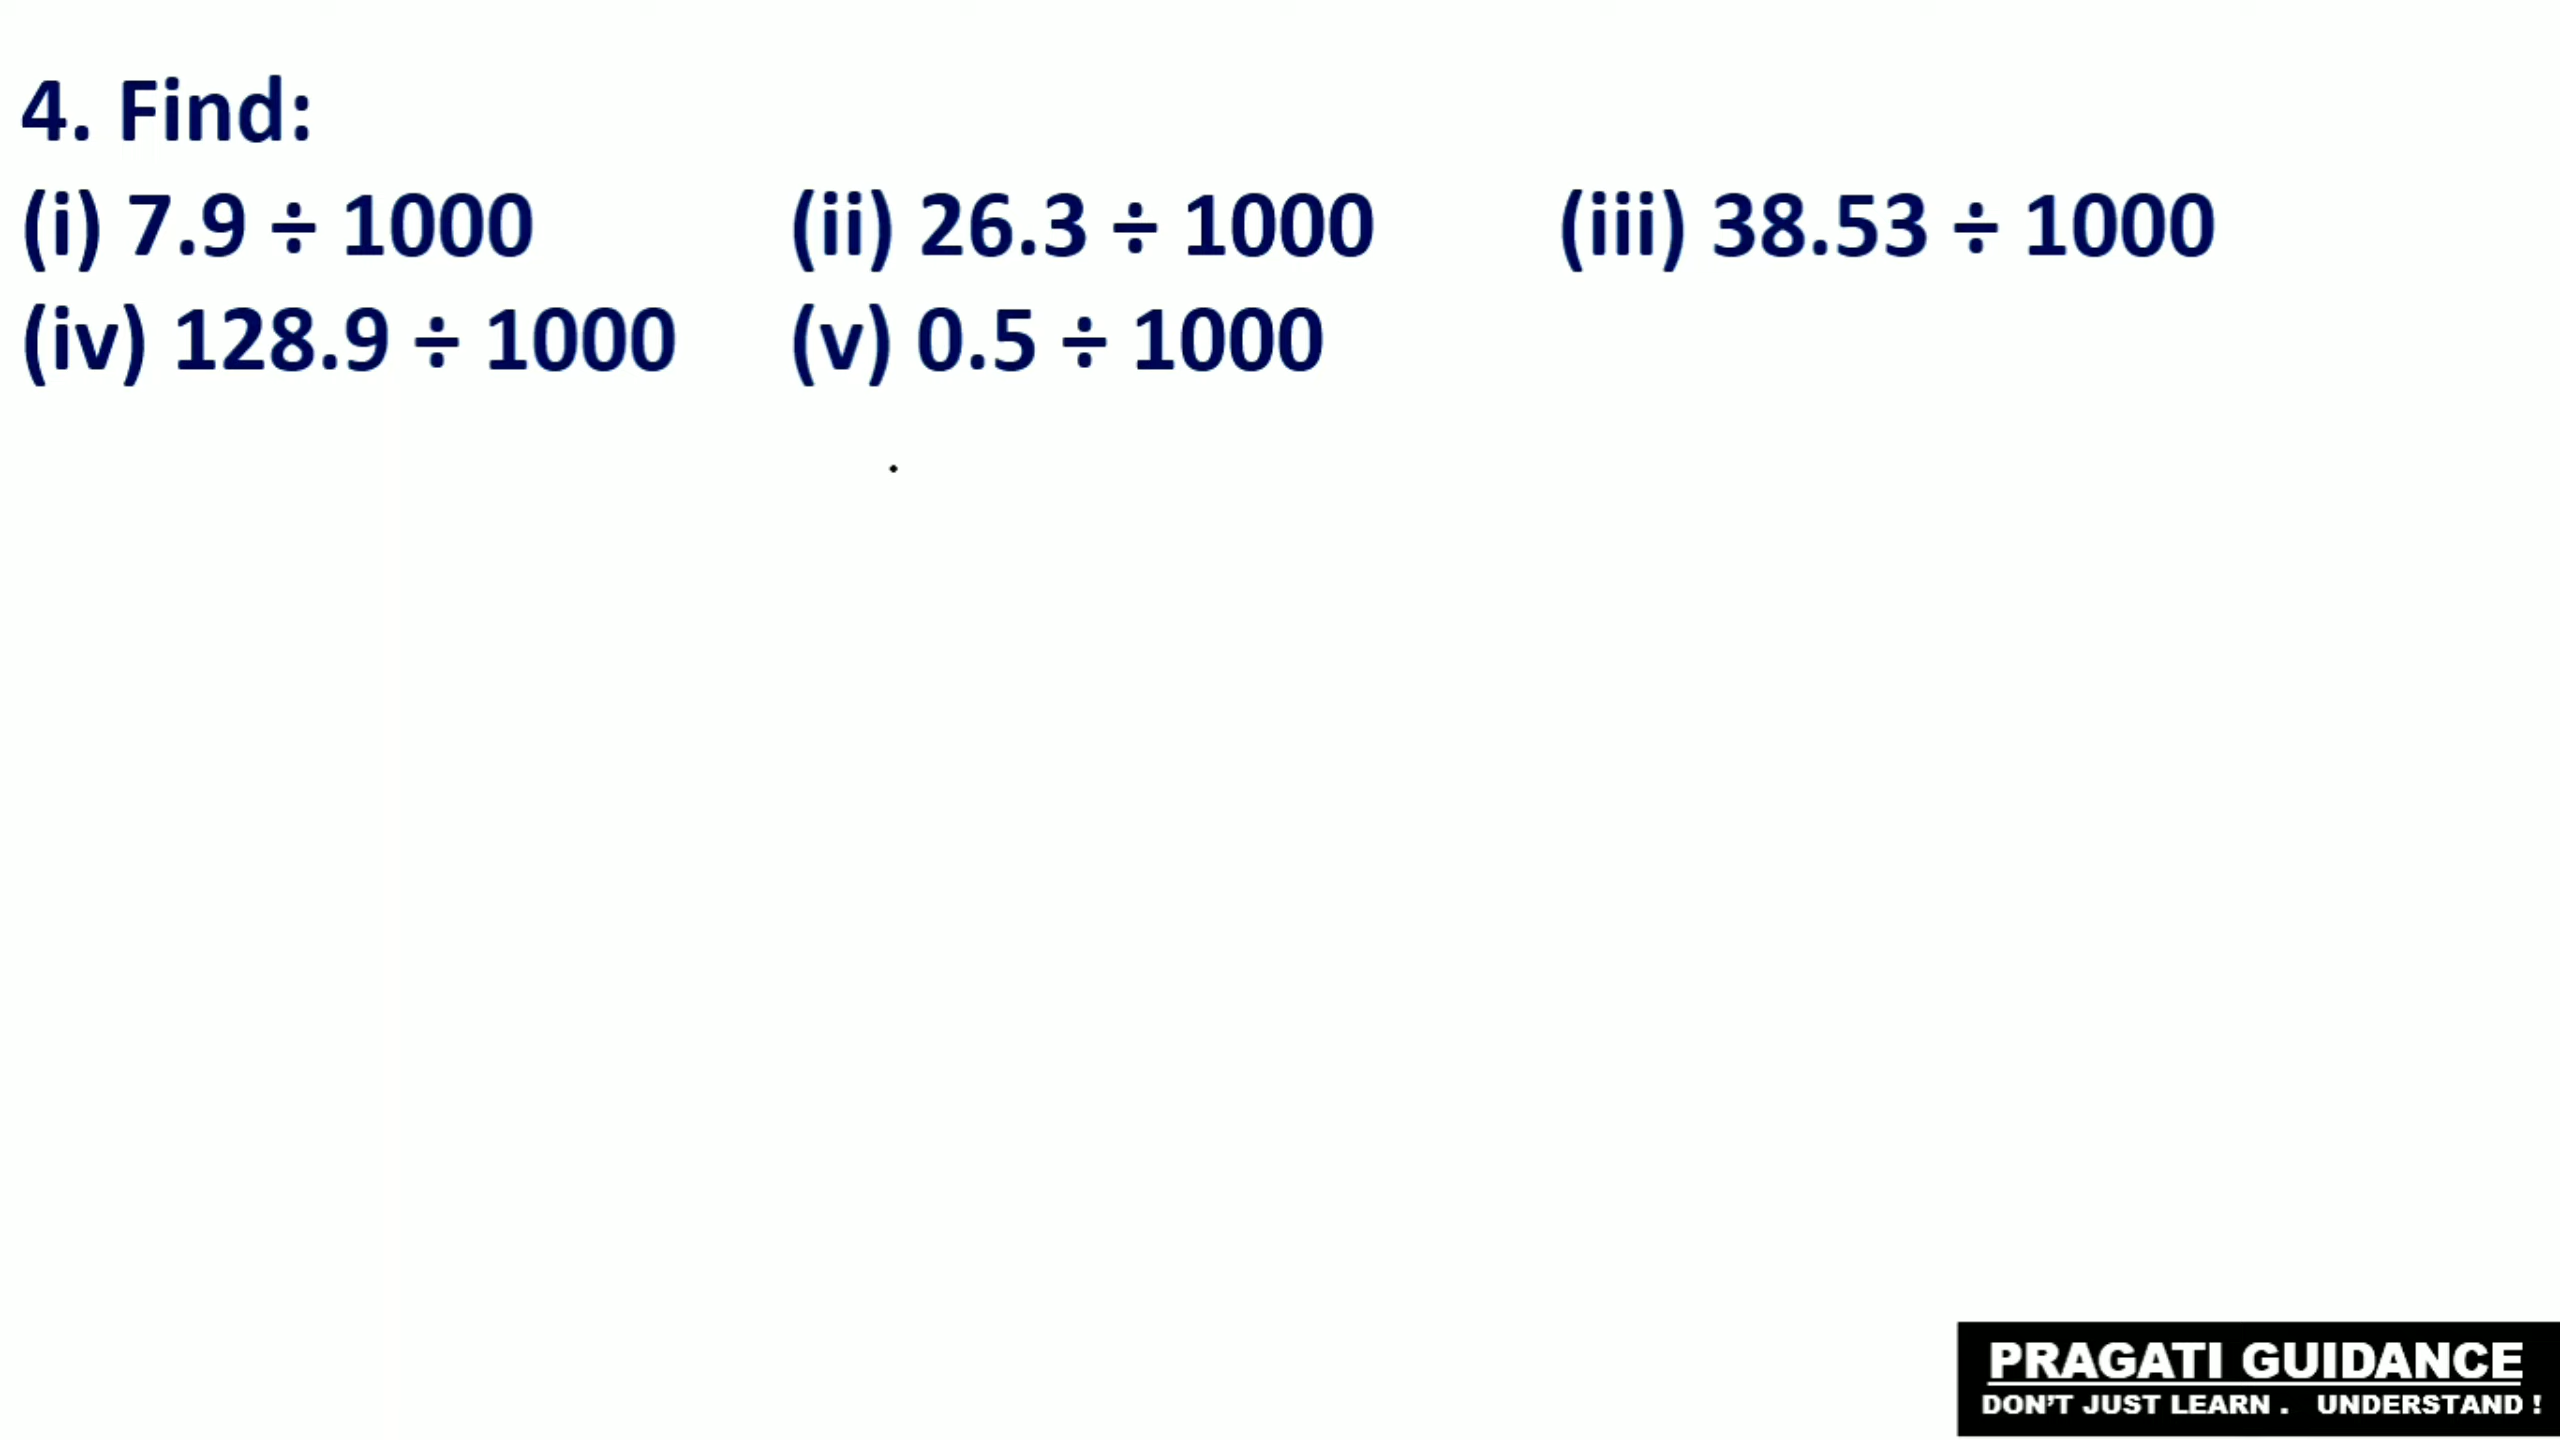 4. Find:
(i) 7.9 ÷ 1000 (ii) 26.3 ÷ 1000 (iii) 38.53 ÷ 1000
(iv) 128.9 ÷ 1000 (v) 0.5 ÷ 1000
PRAGATI GUIDANCE
DON'T JUST LEARN . UNDERSTAND !